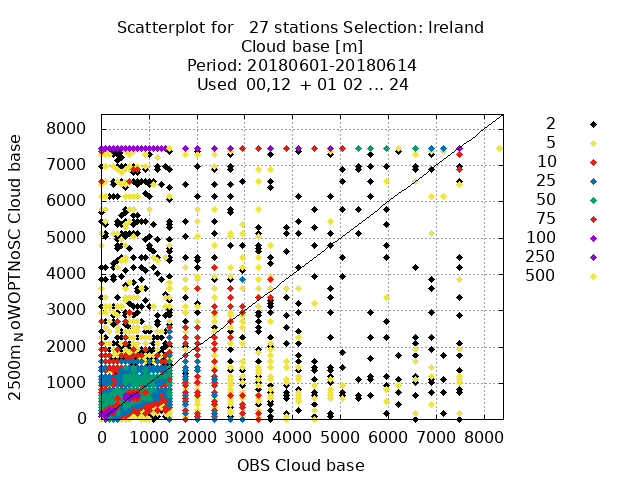 Scatterplot for 27 stations Selection: Ireland
Cloud base [m]
Period: 20180601-20180614
Used 00,12 + 01 02 ... 24
2500mNoWOPTNoSC Cloud base
8000
7000
6000
5000
4000
3000
2000
1000
0
0 1000 2000 3000 4000 5000 6000 7000 8000
OBS Cloud base
2
5
10
25
50
75
100
250
500